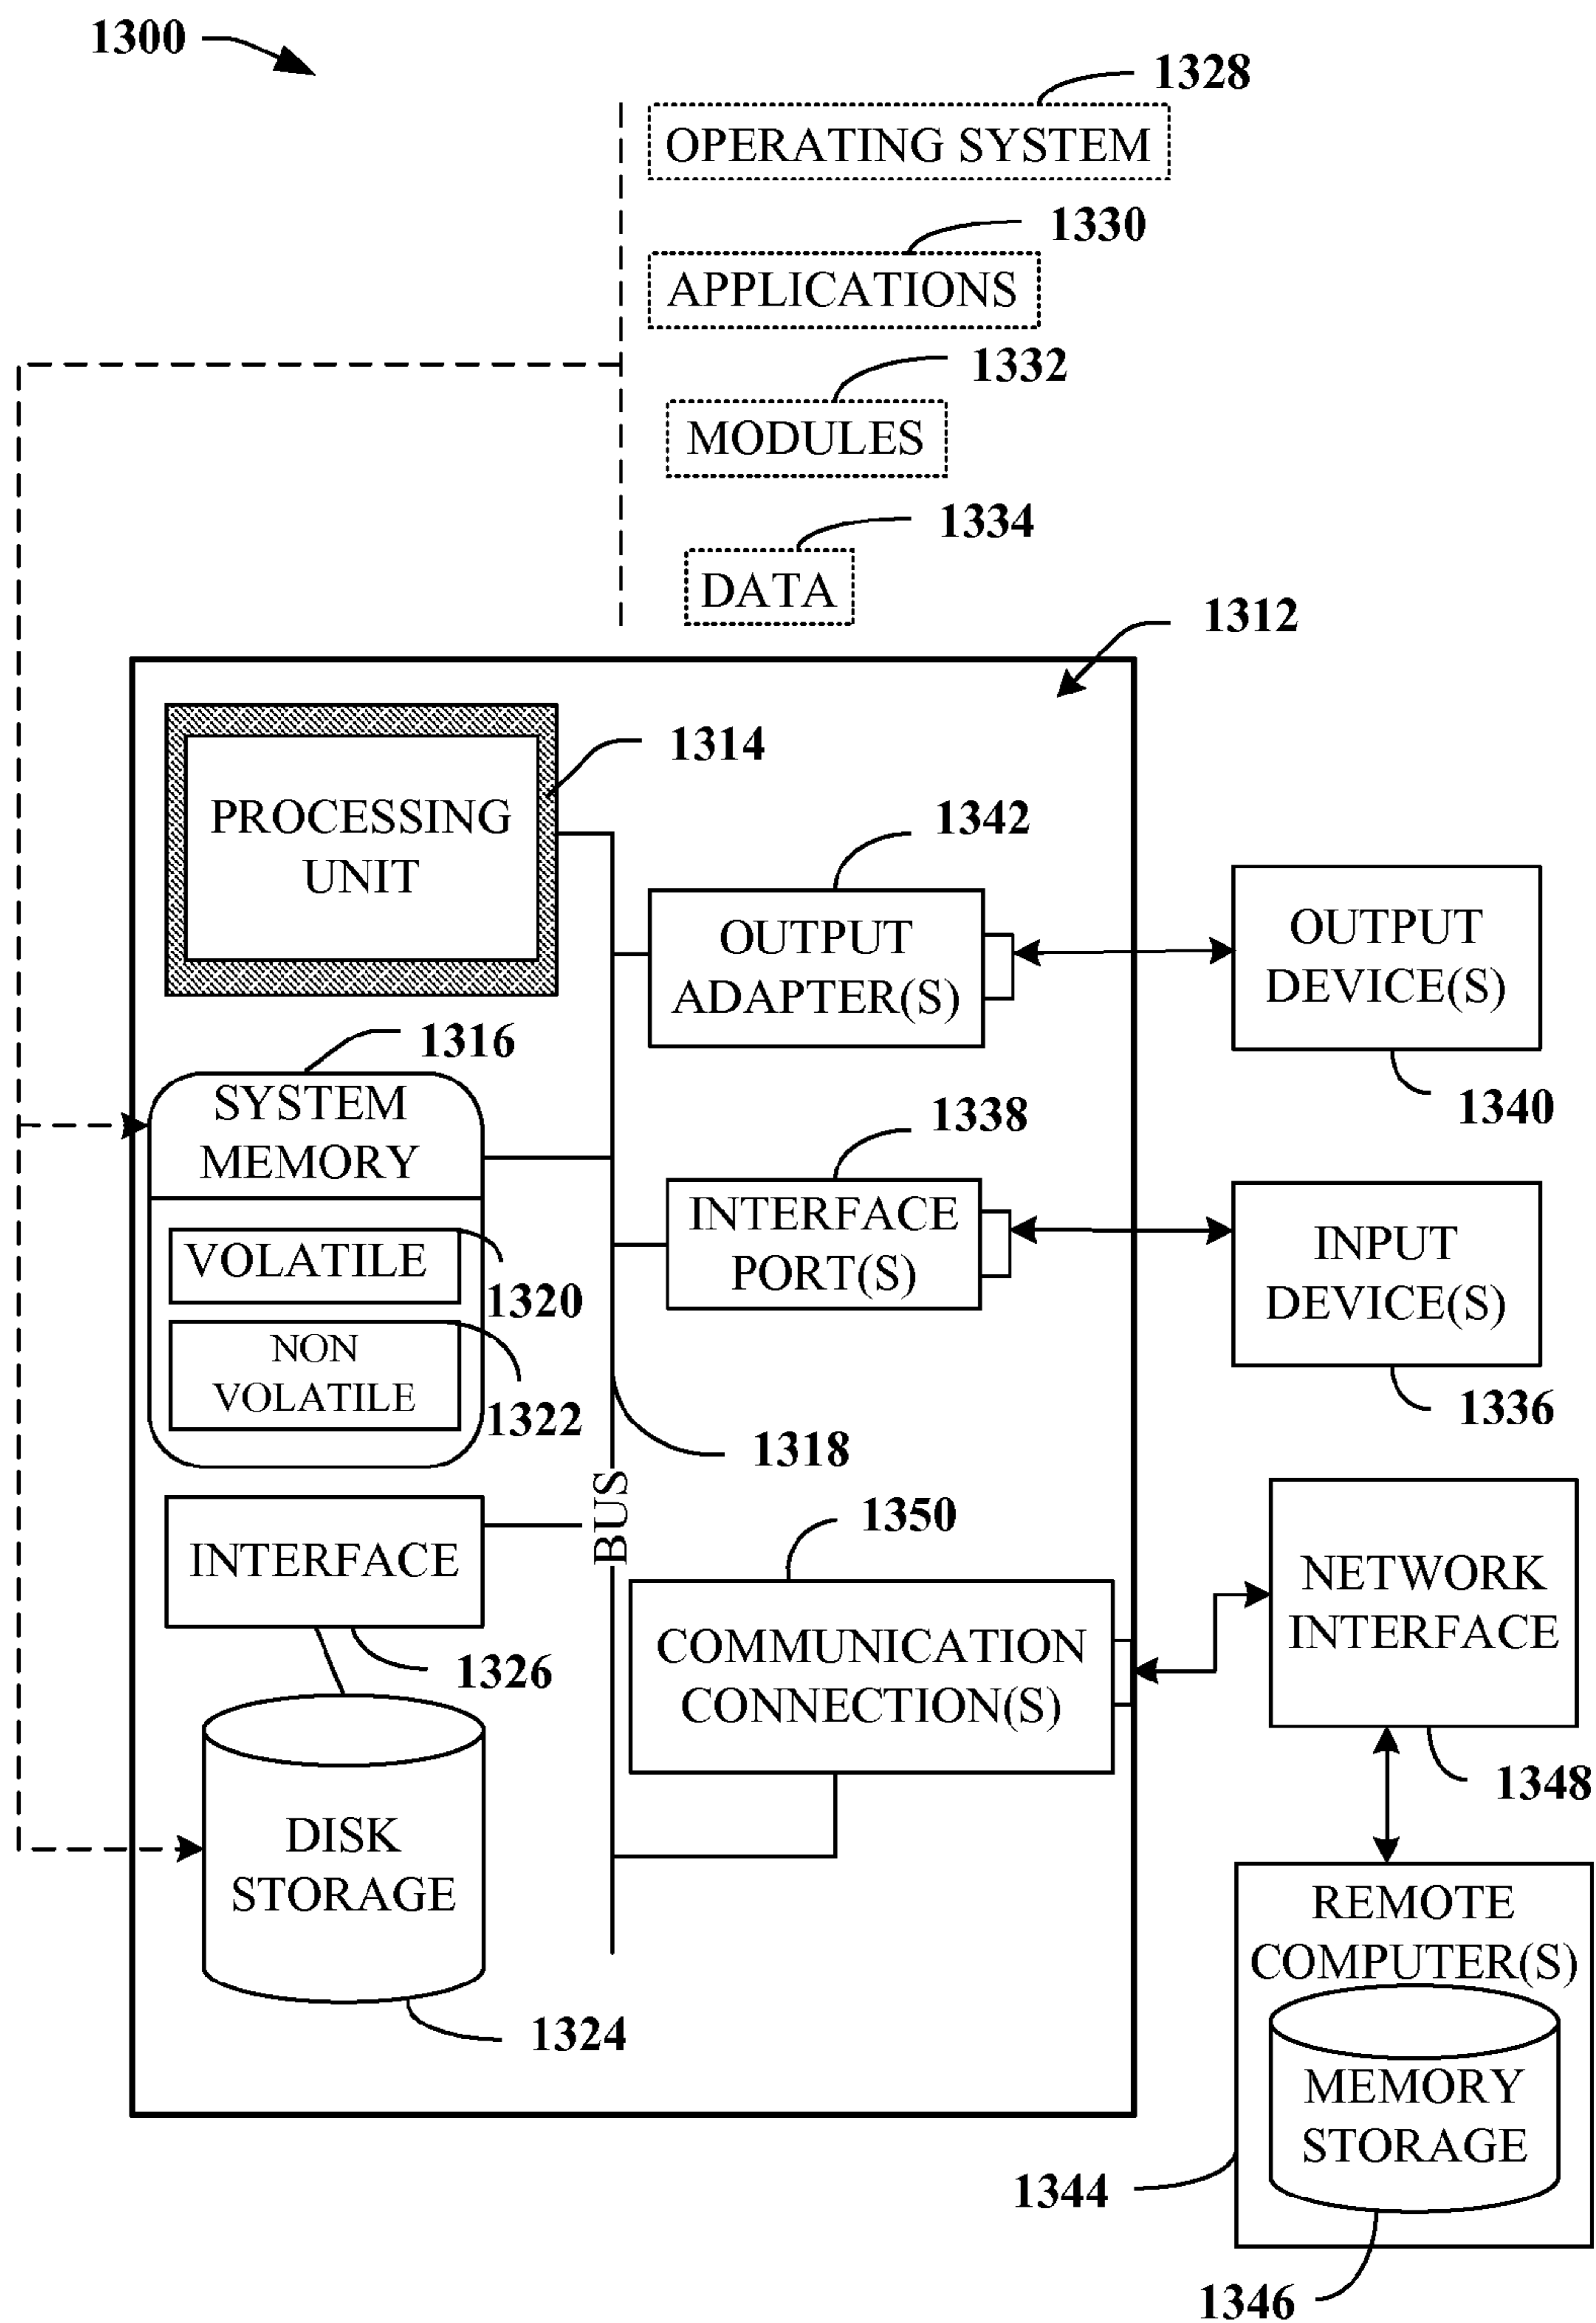 1300
1328
OPERATING SYSTEM
1330
APPLICATIONS
1332
MODULES
1334
DATA
1312
1314
PROCESSING
UNIT
1342
OUTPUT
ADAPTER(S)
OUTPUT
DEVICE(S)
1340
1316
SYSTEM
MEMORY
1338
INTERFACE
PORT(S)
INPUT
DEVICE(S)
1336
VOLATILE
1320
NON
VOLATILE
1322
1318
BUS
INTERFACE
1326
1350
COMMUNICATION
CONNECTION(S)
NETWORK
INTERFACE
1348
DISK
STORAGE
1324
REMOTE
COMPUTER(S)
MEMORY
STORAGE
1344
1346